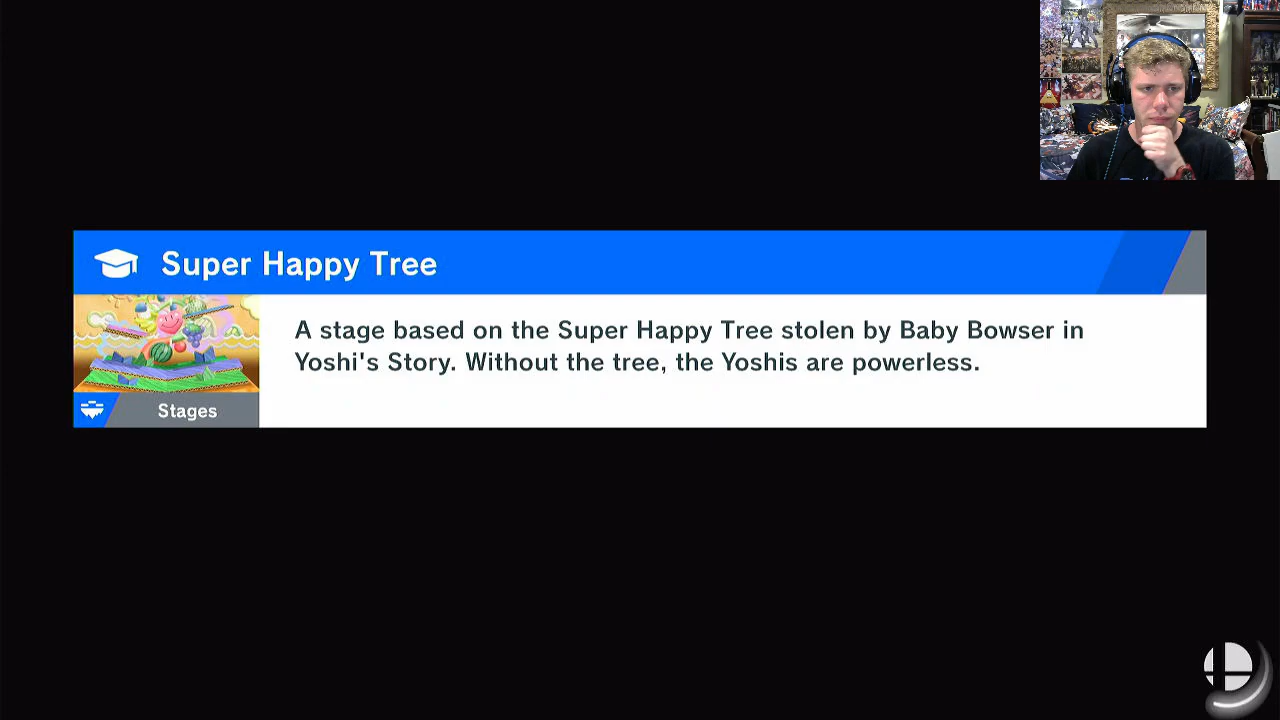 Super Happy Tree
A stage based on the Super Happy Tree stolen by Baby Bowser in
Yoshi's Story. Without the tree, the Yoshis are powerless.
Stages